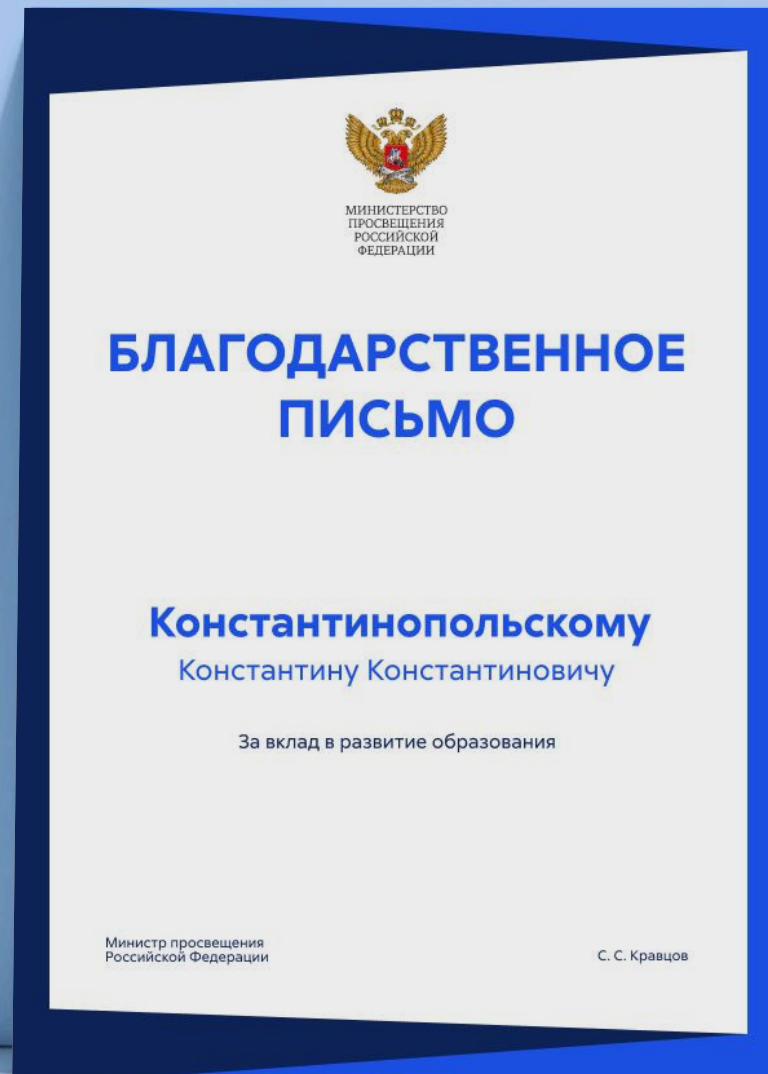 МИНИСТЕРСТВО
ПРОСВЕЩЕНИЯ
РОССИЙСКОЙ
ФЕДЕРАЦИИ
БЛАГОДАРСТВЕННОЕ
ПИСЬМО
Константинопольскому
Константину Константиновичу
За вклад в развитие образования
Министр просвещения
Российской Федерации
С. С. Кравцов